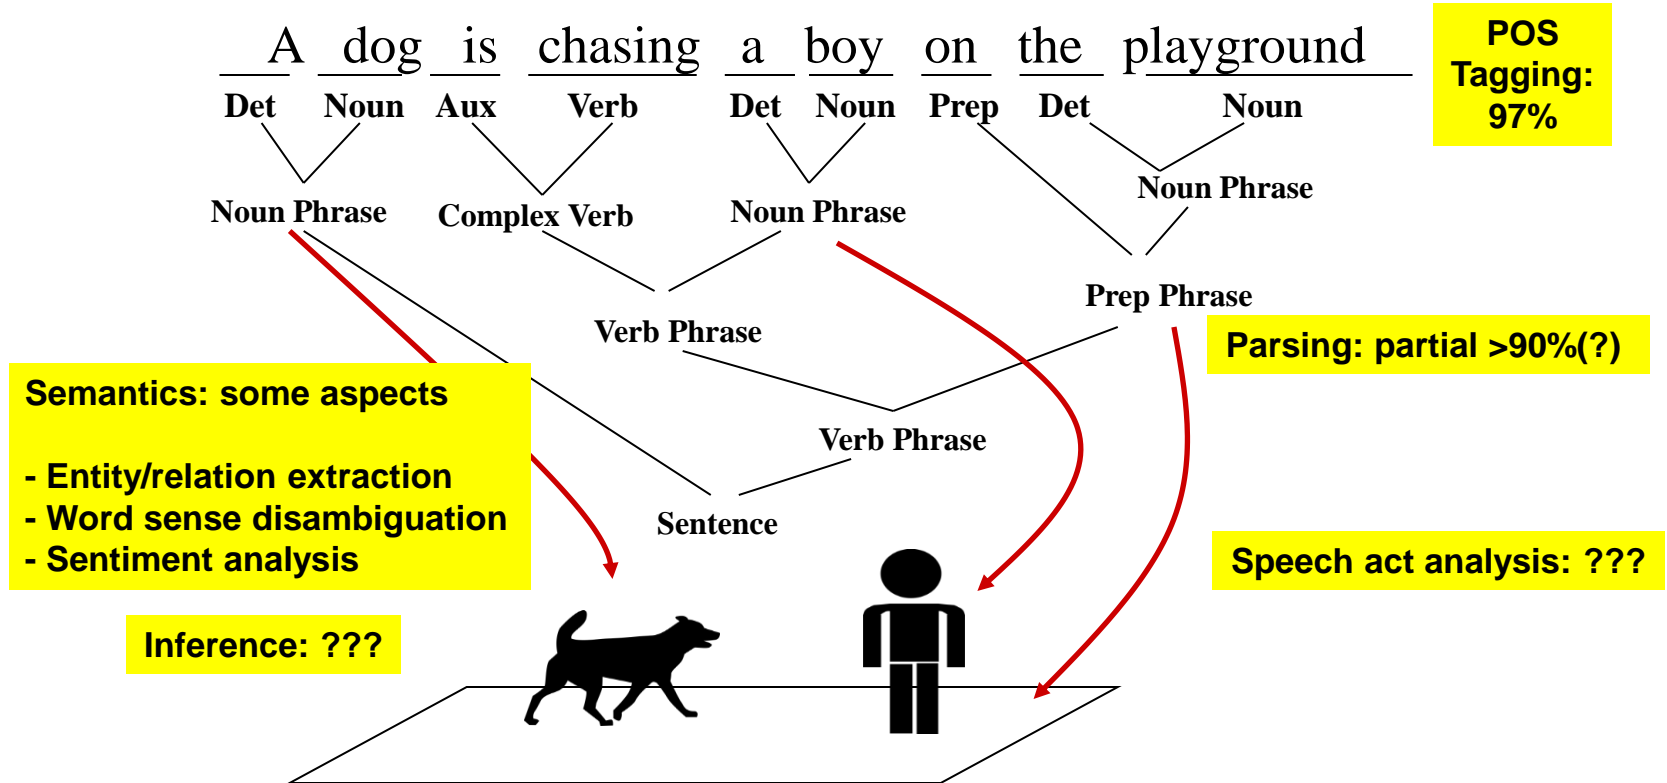 A dog is chasing a boy on the playground
POS
Tagging:
97%
Det Noun Aux Verb Det Noun Prep Det Noun
Noun Phrase
Noun Phrase Complex Verb Noun Phrase
Prep Phrase
Verb Phrase
Parsing: partial >90%(?)
Semantics: some aspects
- Entity/relation extraction
- Word sense disambiguation
- Sentiment analysis
Verb Phrase
Sentence
Speech act analysis: ???
Inference: ???